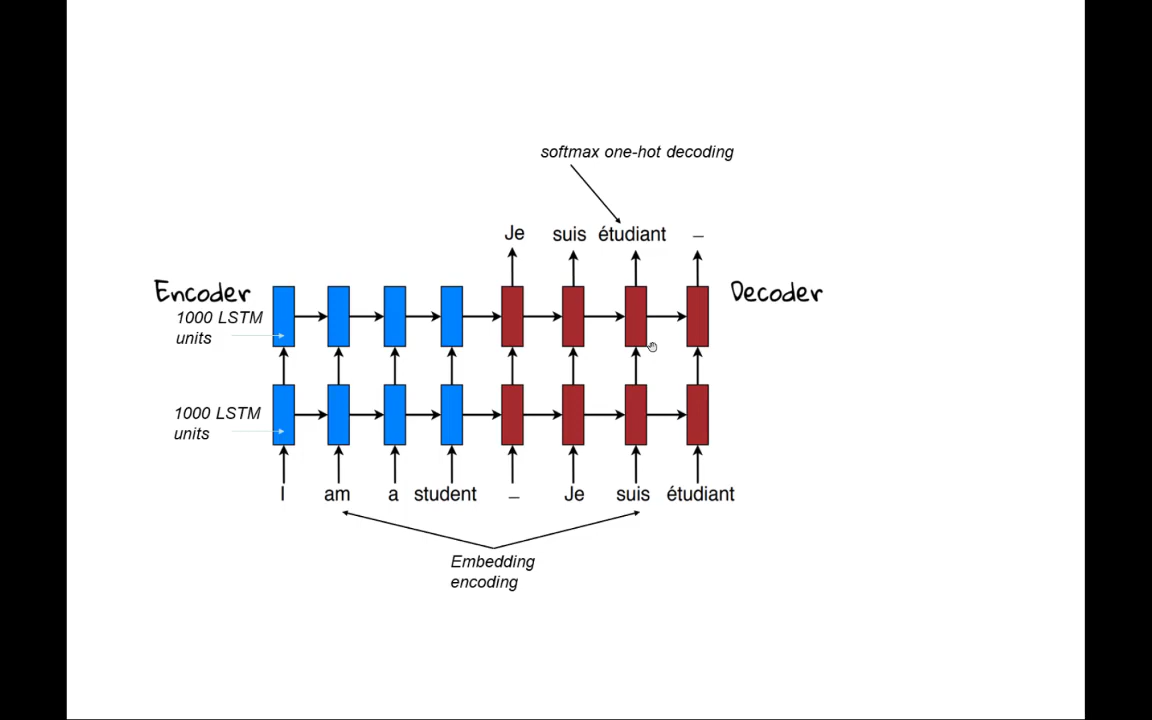 softmax one-hot decoding
Je suis étudiant –
Encoder
Decoder
1000 LSTM
units
1000 LSTM
units
I am a student – Je suis étudiant
Embedding
encoding